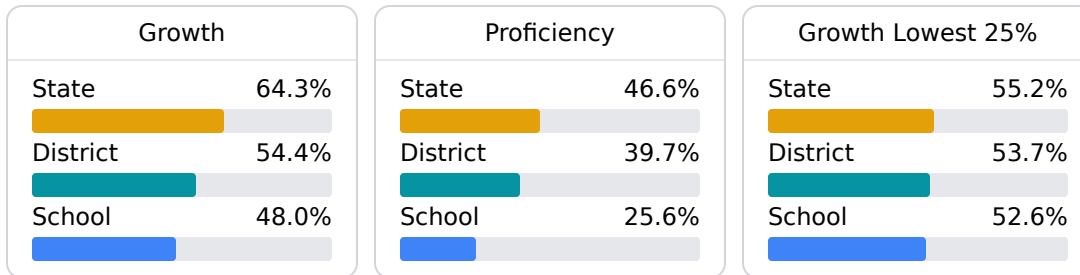 Growth
State 64.3%
District 54.4%
School 48.0%
Proficiency
State 46.6%
District 39.7%
School 25.6%
Growth Lowest 25%
State 55.2%
District 53.7%
School 52.6%